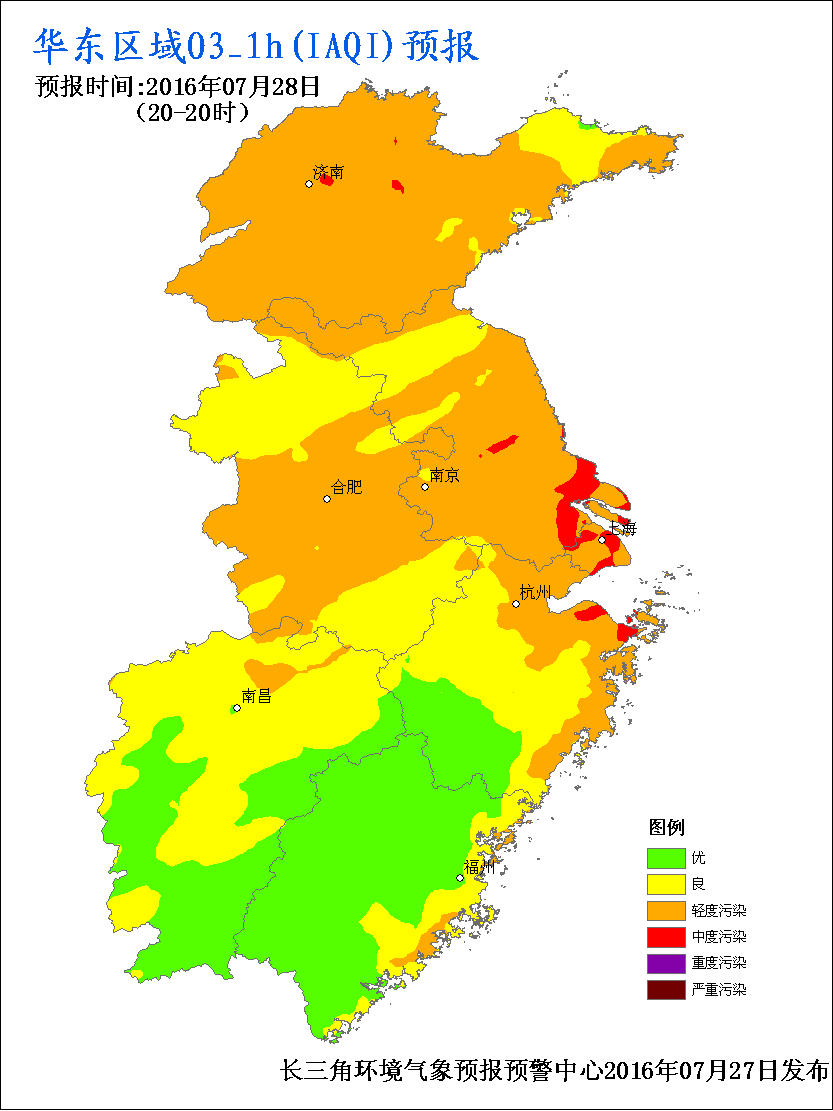 华东区域O3_1h(IAQI)预报
预报时间:2016年07月28日
(20-20时)
济南
南京
合肥
上海
杭州
南昌
福州
图例
优
良
轻度污染
中度污染
重度污染
严重污染
长三角环境气象预报预警中心2016年07月27日发布